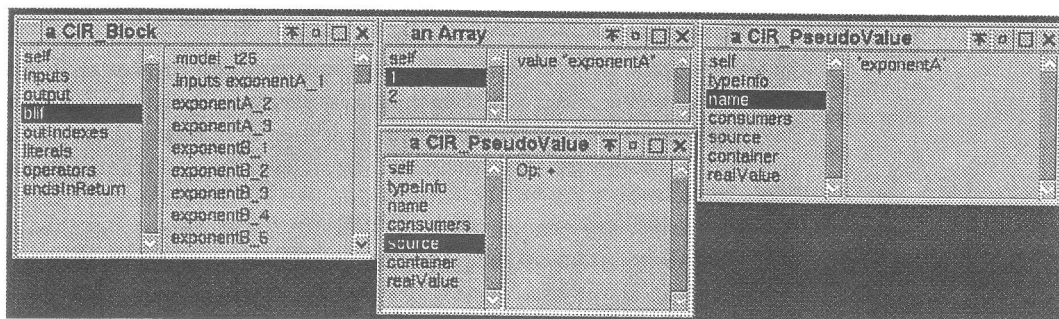 a CIR_Block
self
inputs
output
blif
outIndexes
literals
operators
endsInReturn
.model _t25
.inputs exponentA_1
exponentA_2
exponentA_3
exponentB_1
exponentB_2
exponentB_3
exponentB_4
exponentB_5
an Array
self
1
2
value "exponentA"
a CIR_PseudoValue
self
typeInfo
name
consumers
source
container
realValue
Op: +
a CIR_PseudoValue
self
typeInfo
name
consumers
source
container
realValue
'exponentA'